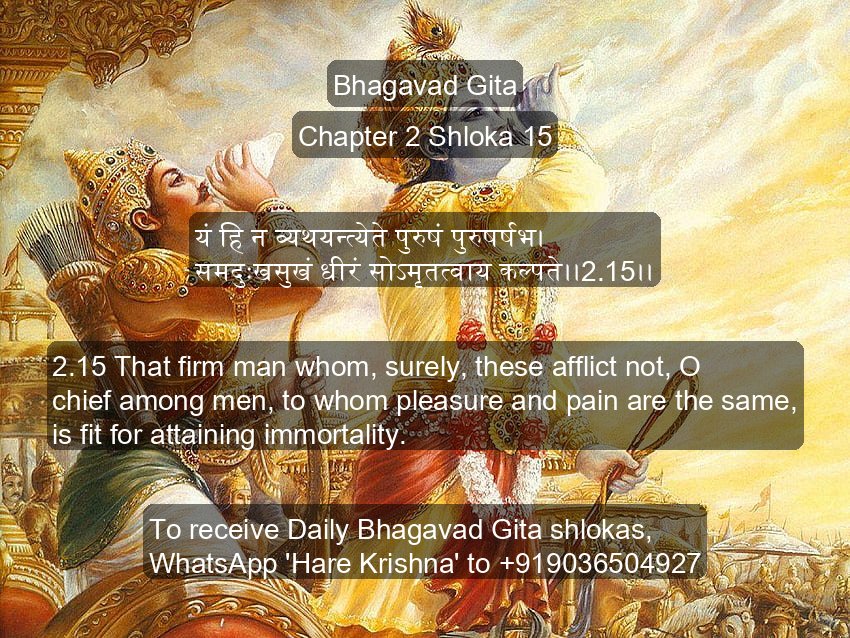 Bhagavad Gita
Chapter 2 Shloka 15
यं हि न व्यथयन्त्येते पुरुषं पुरुषर्षभ।
समदुःखसुखं धीरं सोऽमृतत्वाय कल्पते।।2.15।।
2.15 That firm man whom, surely, these afflict not, O
chief among men, to whom pleasure and pain are the same,
is fit for attaining immortality.
To receive Daily Bhagavad Gita shlokas,
WhatsApp 'Hare Krishna' to +919036504927